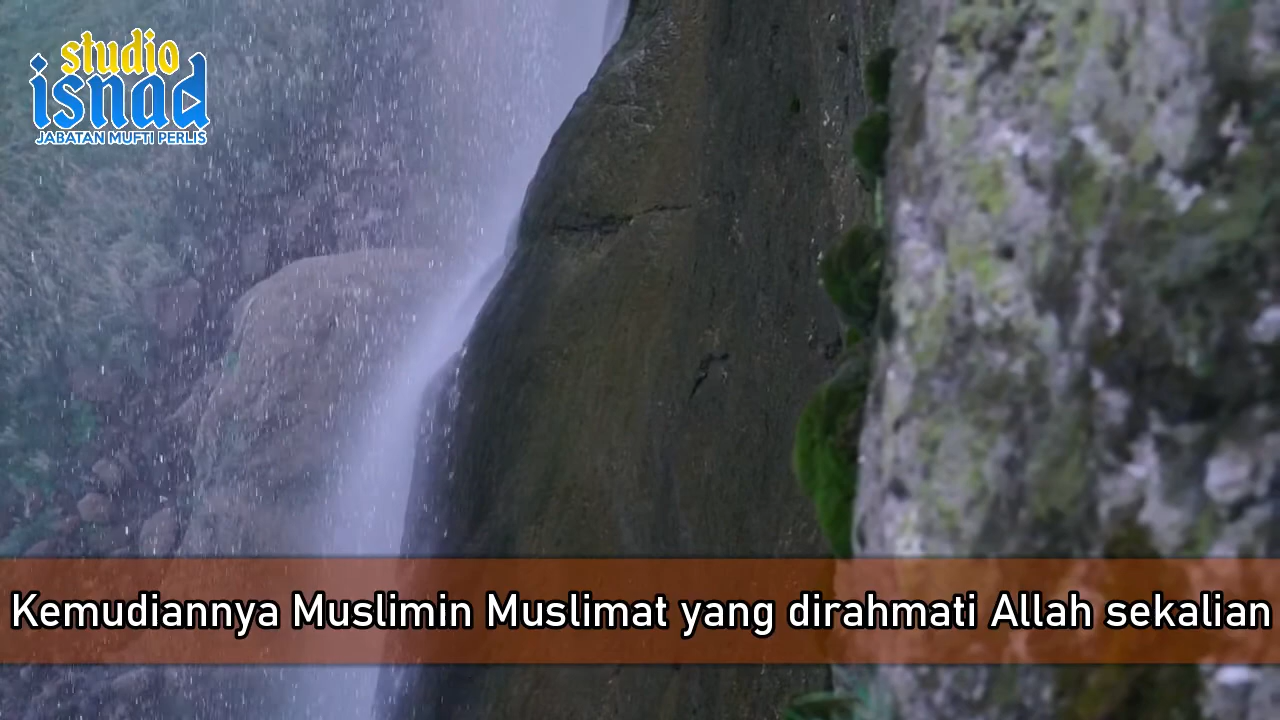 studio
isnad
JABATAN MUFTI PERLIS
Kemudiannya Muslimin Muslimat yang dirahmati Allah sekalian